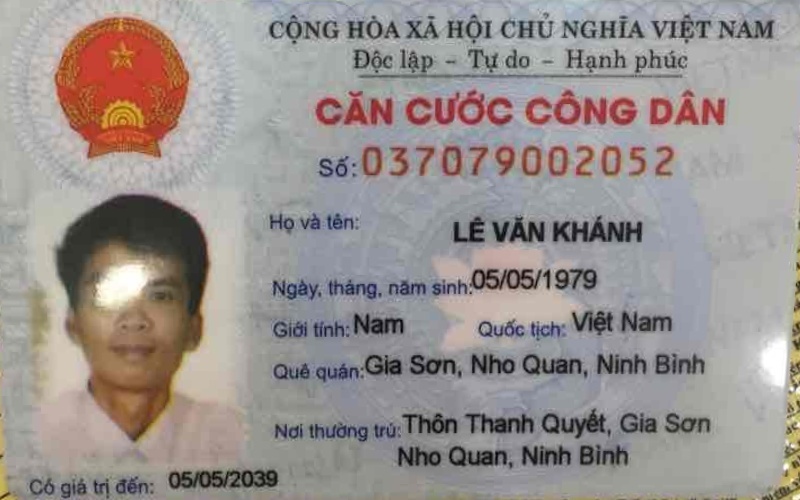 CỘNG HÒA XÃ HỘI CHỦ NGHĨA VIỆT NAM
Độc lập - Tự do - Hạnh phúc
CĂN CƯỚC CÔNG DÂN
Số: 037079002052
Họ và tên: LÊ VĂN KHÁNH
Ngày, tháng, năm sinh: 05/05/1979
Giới tính: Nam Quốc tịch: Việt Nam
Quê quán: Gia Sơn, Nho Quan, Ninh Bình
Nơi thường trú: Thôn Thanh Quyết, Gia Sơn
Nho Quan, Ninh Bình
Có giá trị đến: 05/05/2039